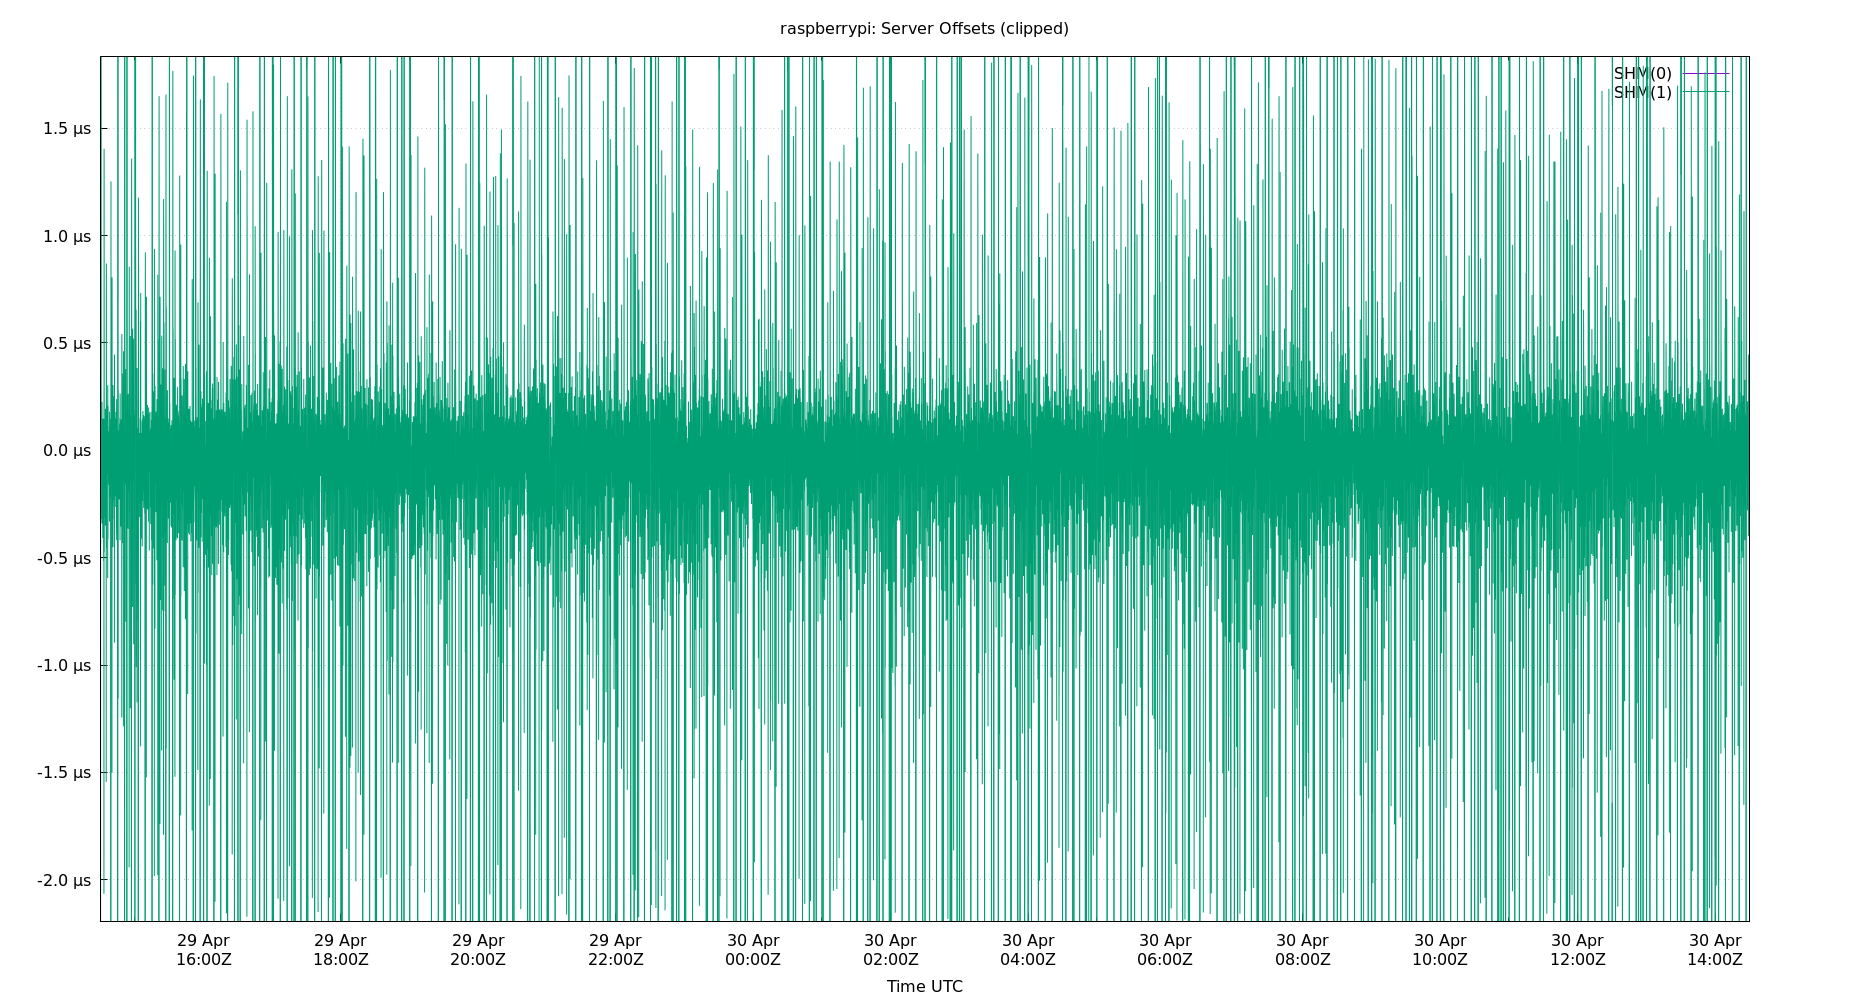 raspberrypi: Server Offsets (clipped)
SHM(0)
SHM(1)
1.5 µs
1.0 µs
0.5 µs
0.0 µs
-0.5 µs
-1.0 µs
-1.5 µs
-2.0 µs
29 Apr 29 Apr 29 Apr 29 Apr 30 Apr 30 Apr 30 Apr 30 Apr 30 Apr 30 Apr 30 Apr 30 Apr
16:00Z 18:00Z 20:00Z 22:00Z 00:00Z 02:00Z 04:00Z 06:00Z 08:00Z 10:00Z 12:00Z 14:00Z
Time UTC